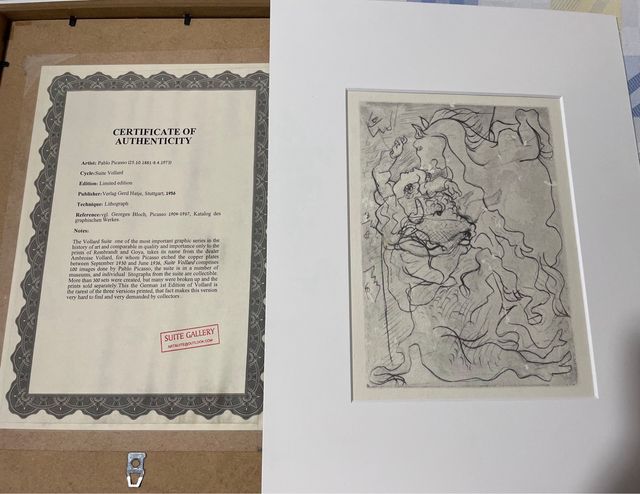 CERTIFICATE OF
AUTHENTICITY
Artist: Pablo Picasso (25.10 1881-8.4.1973)
Cycle:Suite Vollard
Edition: Limited edition
Publisher:Verlag Gerd Hatje, Stuttgart; 1956
Technique: Lithograph
Reference:vgl. Georges Bloch, Picasso 1904-1967, Katalog des
graphischen Werkes.
Notes:
The Vollard Suite one of the most important graphic series in the
history of art and comparable in quality and importance only to the
prints of Rembrandt and Goya, takes its name from the dealer
Ambroise Vollard, for whom Picasso etched the copper plates
between September 1930 and June 1936. Suite Vollard comprises
100 images done by Pablo Picasso, the suite is in a number of
museums, and individual lithographs from the suite are collectible.
More than 300 sets were created, but many were broken up and the
prints sold separately This the German 1st Edition of Vollard is
the rarest of the three versions printed, that fact makes this version
very hard to find and very demanded by collectors .
SUITE GALLERY